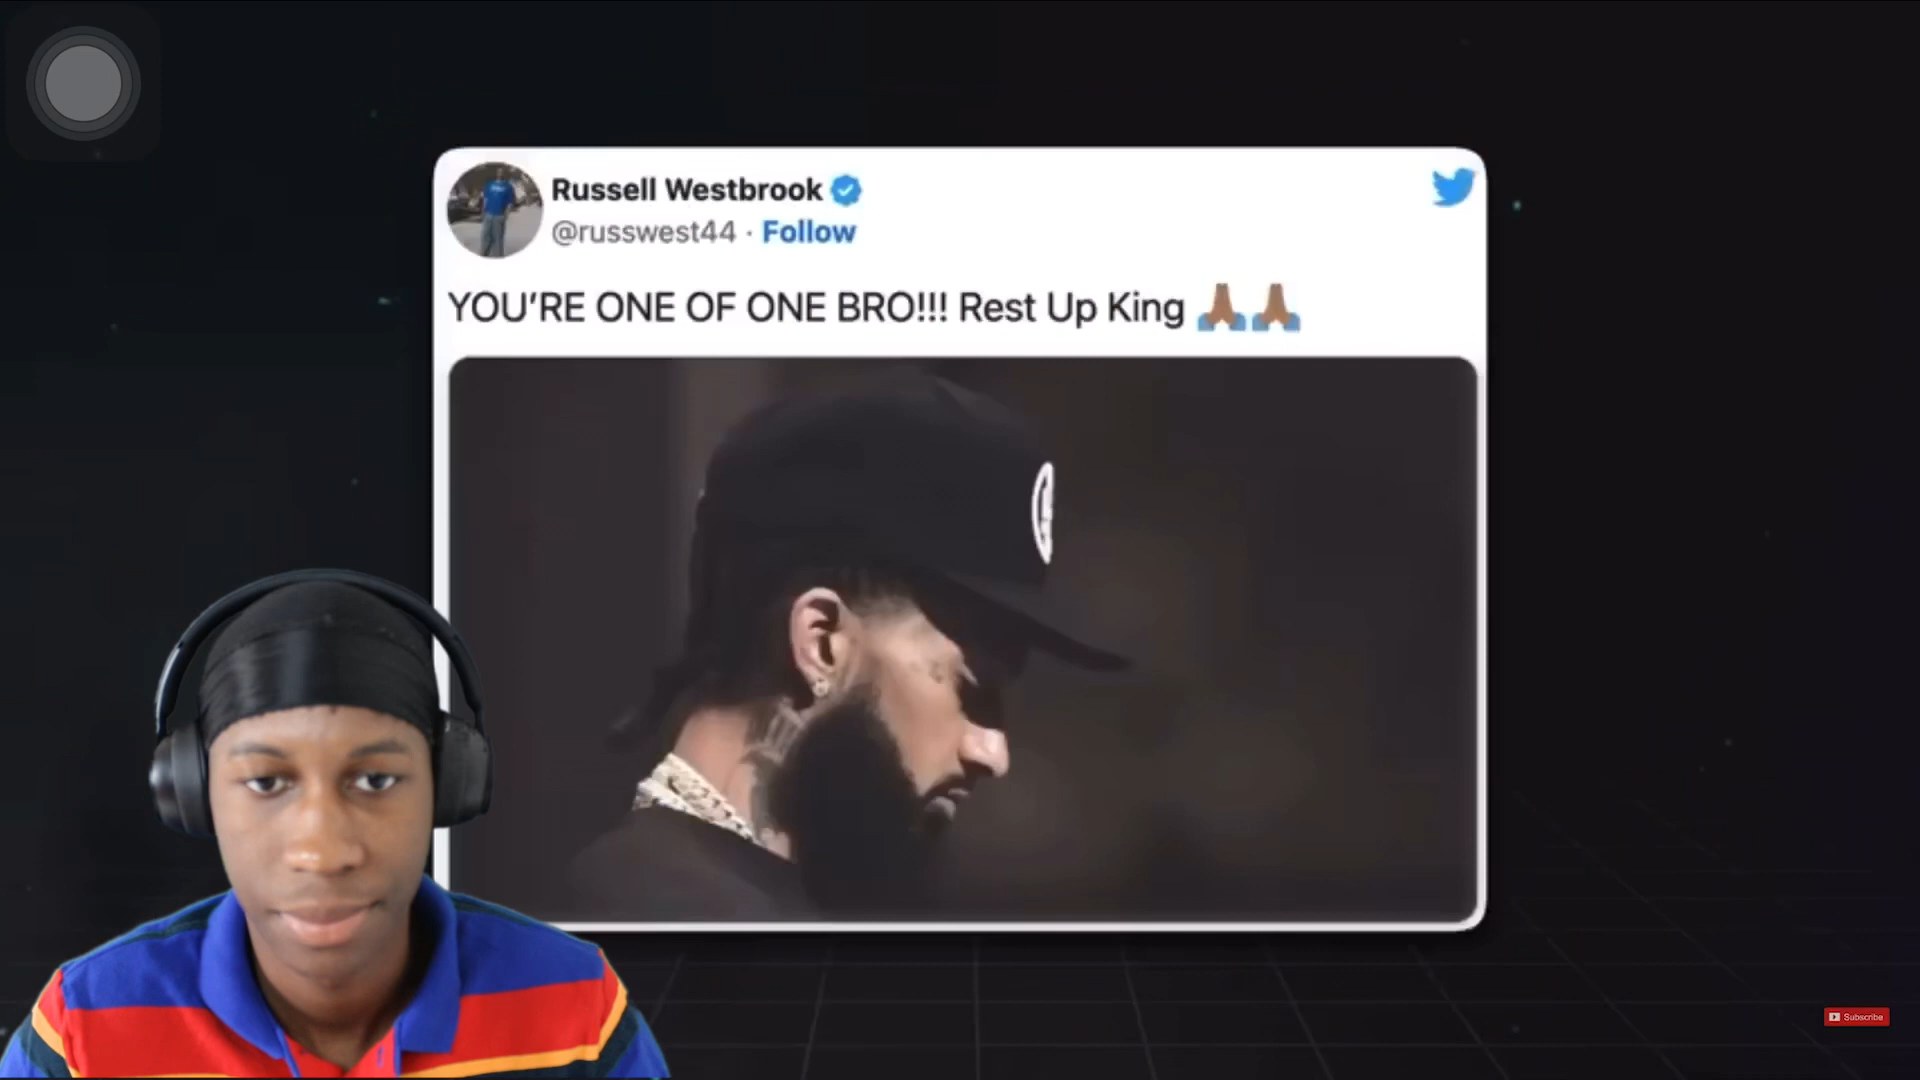 Russell Westbrook
@russwest44 · Follow
YOU'RE ONE OF ONE BRO!!! Rest Up King 🙏🏾🙏🏾
Subscribe